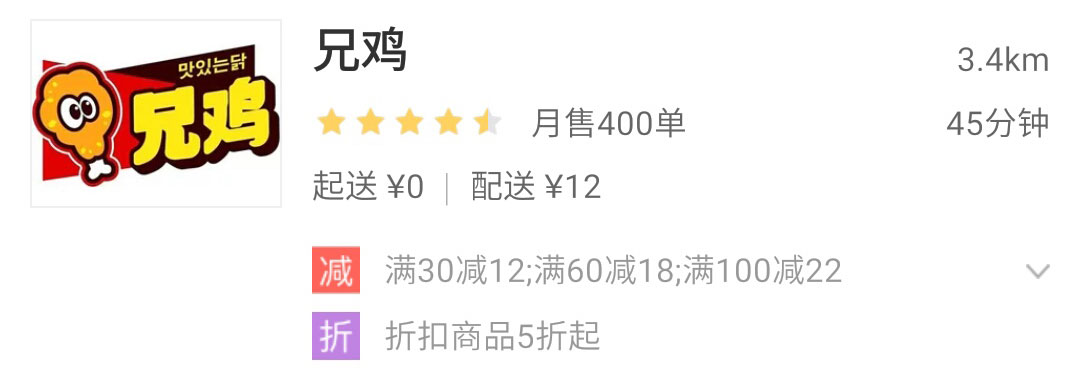 맛있는닭
兄鸡
兄鸡
3.4km
月售400单
45分钟
起送 ¥0 | 配送 ¥12
减 满30减12;满60减18;满100减22
折 折扣商品5折起